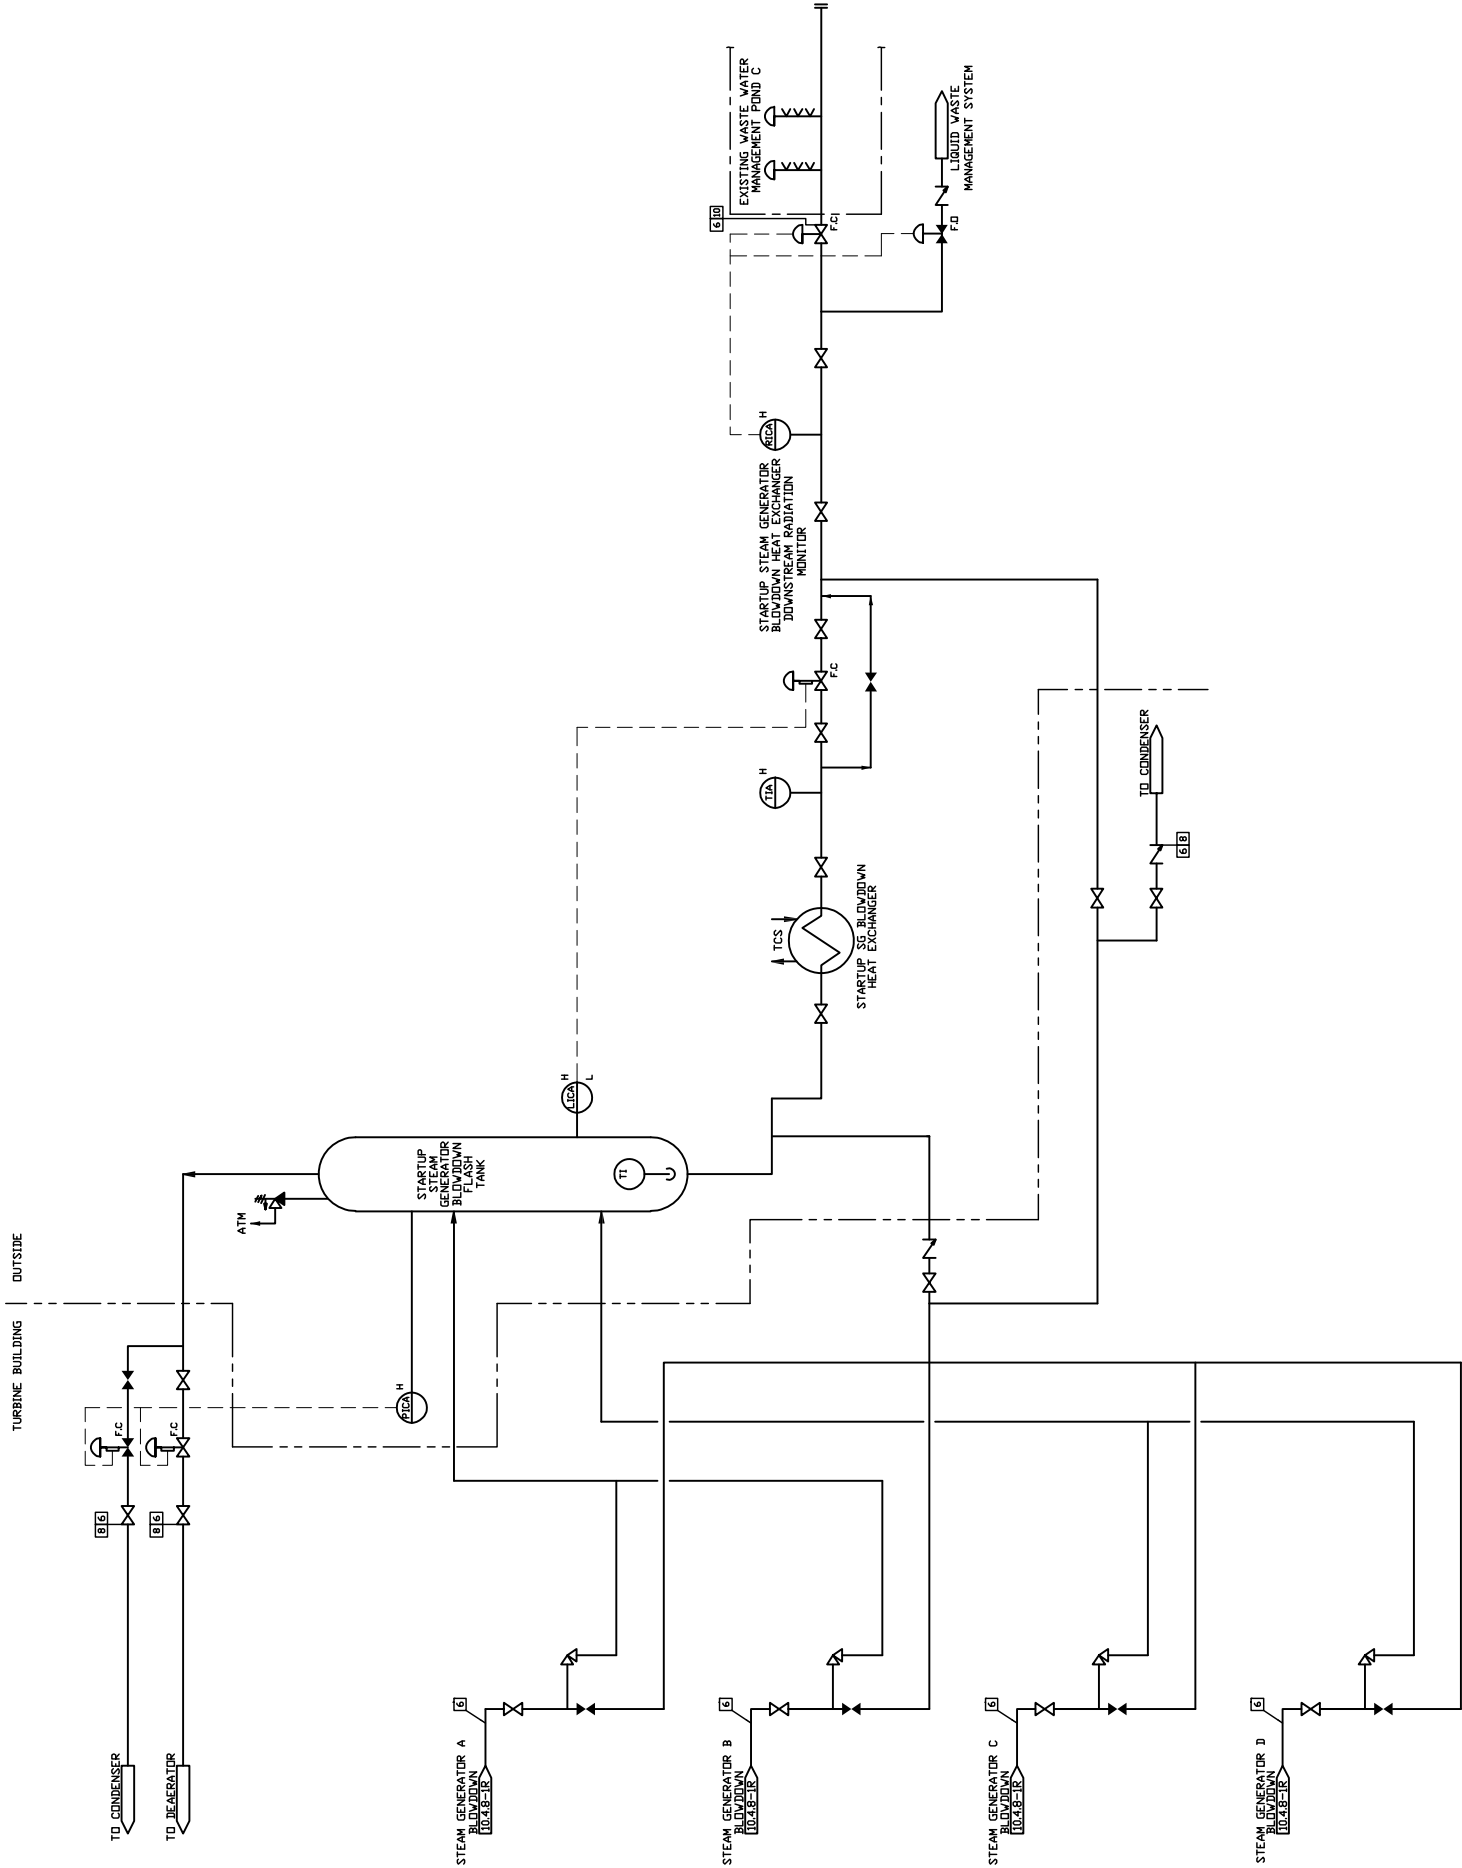 TURBINE BUILDING
OUTSIDE
TO CONDENSER
TO DEAERATOR
8 6
8 6
F.C
F.C
ATM
PICA
H
STARTUP
STEAM
GENERATOR
BLOWDOWN
FLASH
TANK
TI
LICA
H
L
STEAM GENERATOR A
BLOWDOWN
10.4.8-1R
6
STEAM GENERATOR B
BLOWDOWN
10.4.8-1R
6
STEAM GENERATOR C
BLOWDOWN
10.4.8-1R
6
STEAM GENERATOR D
BLOWDOWN
10.4.8-1R
6
TCS
STARTUP SG BLOWDOWN
HEAT EXCHANGER
TIA
H
F.C
STARTUP STEAM GENERATOR
BLOWDOWN HEAT EXCHANGER
DOWNSTREAM RADIATION
MONITOR
RICA
H
TO CONDENSER
6 8
6 10
F.C
F.O
EXISTING WASTE WATER
MANAGEMENT POND C
LIQUID WASTE
MANAGEMENT SYSTEM